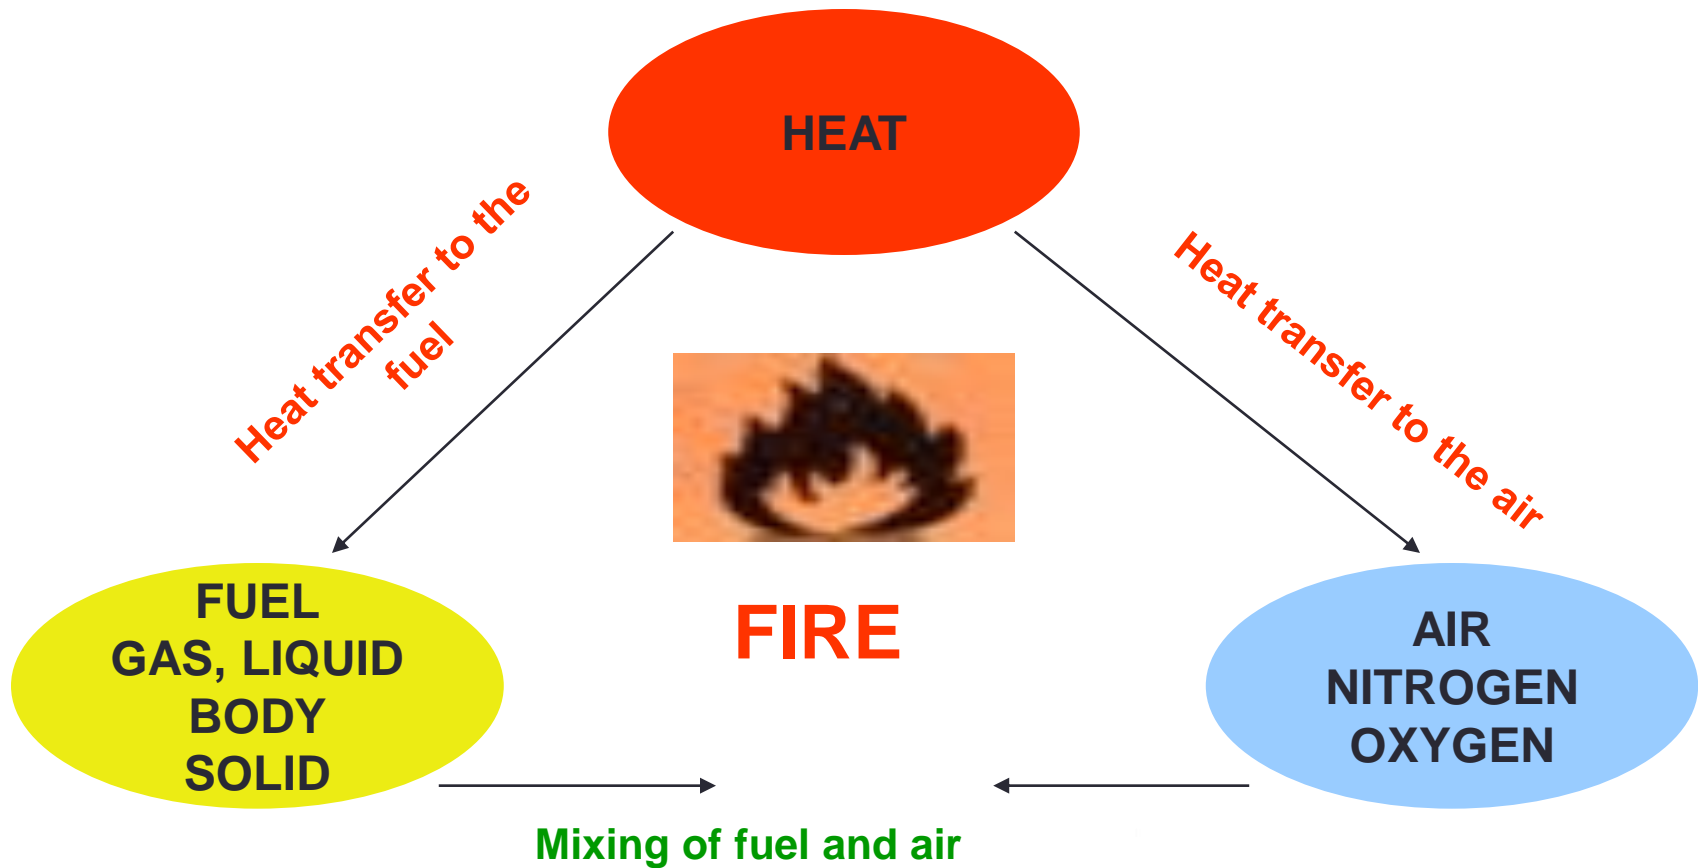 HEAT
Heat transfer to the
fuel
Heat transfer to the air
FUEL
GAS, LIQUID
BODY
SOLID
FIRE
AIR
NITROGEN
OXYGEN
Mixing of fuel and air